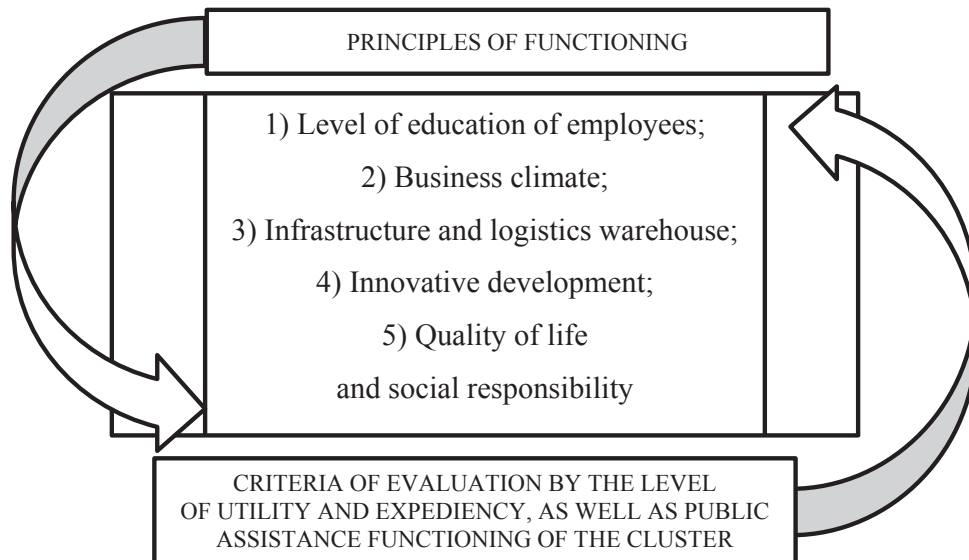 PRINCIPLES OF FUNCTIONING
1) Level of education of employees;
2) Business climate;
3) Infrastructure and logistics warehouse;
4) Innovative development;
5) Quality of life
and social responsibility
CRITERIA OF EVALUATION BY THE LEVEL
OF UTILITY AND EXPEDIENCY, AS WELL AS PUBLIC
ASSISTANCE FUNCTIONING OF THE CLUSTER